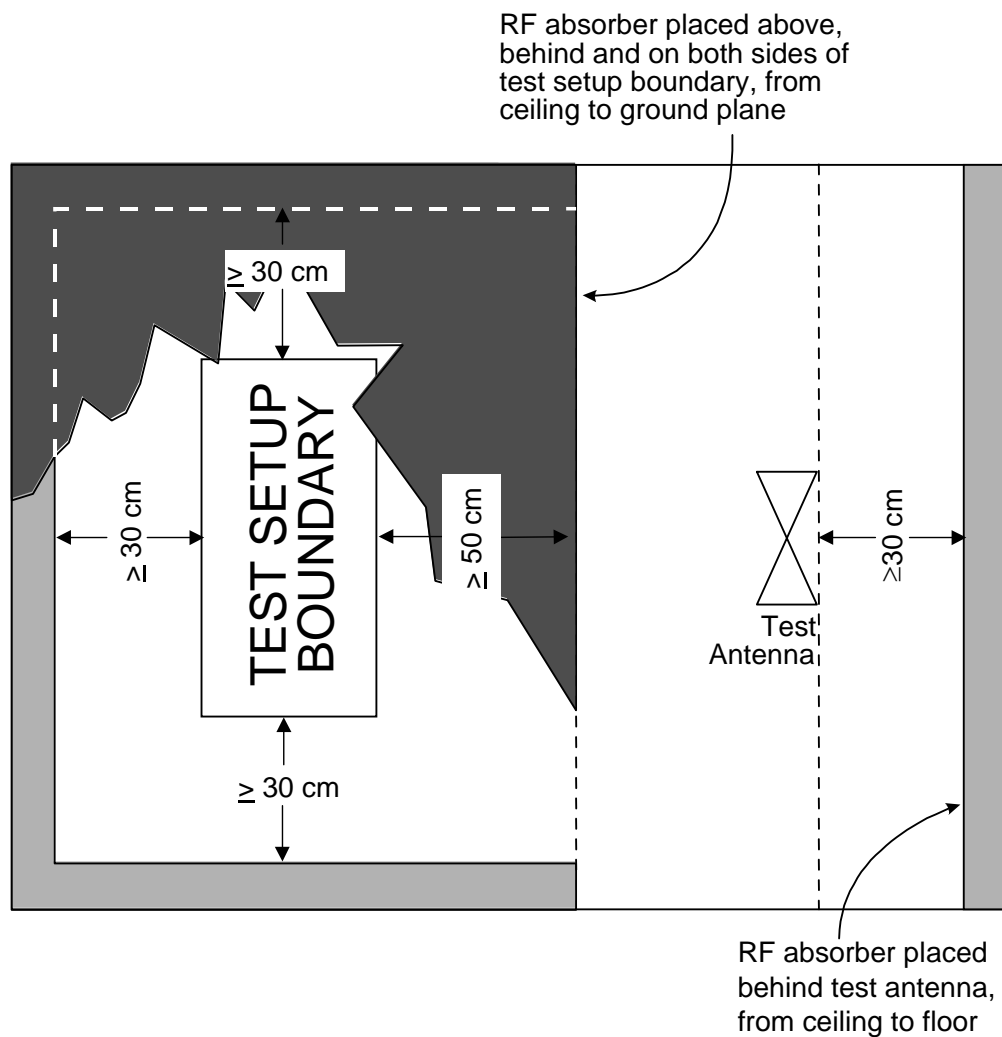 RF absorber placed above,
behind and on both sides of
test setup boundary, from
ceiling to ground plane
≥ 30 cm
TEST SETUP
BOUNDARY
≥ 30 cm
≥ 50 cm
≥30 cm
Test
Antenna
≥ 30 cm
RF absorber placed
behind test antenna,
from ceiling to floor